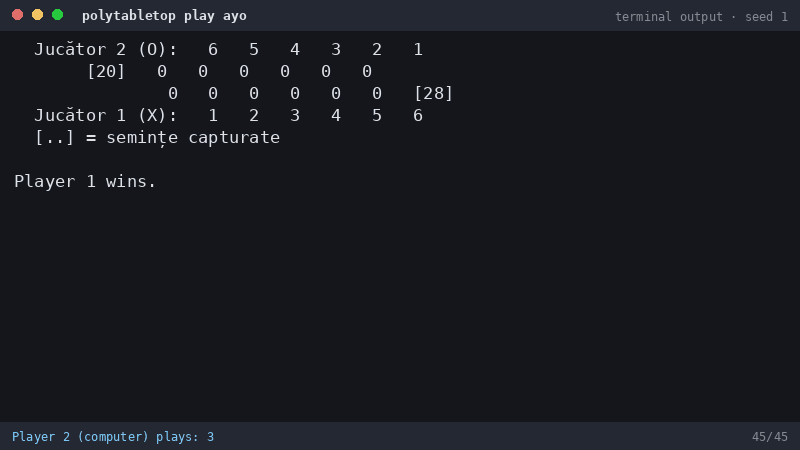 polytabletop play ayo
terminal output · seed 1
Jucător 2 (O): 6 5 4 3 2 1
[20] 0 0 0 0 0 0
0 0 0 0 0 0 [28]
Jucător 1 (X): 1 2 3 4 5 6
[..] = semințe capturate
Player 1 wins.
Player 2 (computer) plays: 3
45/45